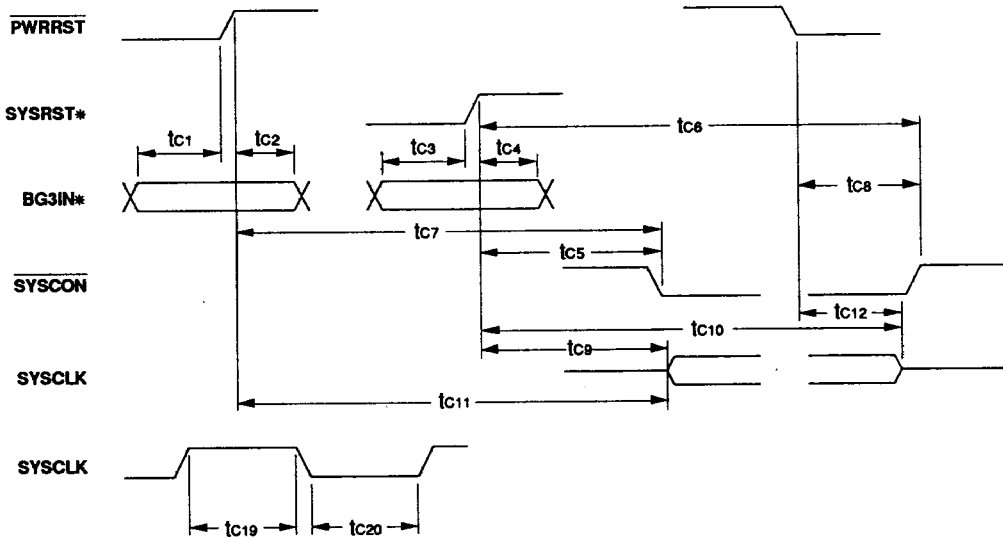 PWRRST
SYSRST*
tC6
tC1
tC2
tC3
tC4
tC8
BG3IN*
tC7
tC5
SYSCON
tC12
tC10
tC9
SYSCLK
tC11
SYSCLK
tC19
tC20